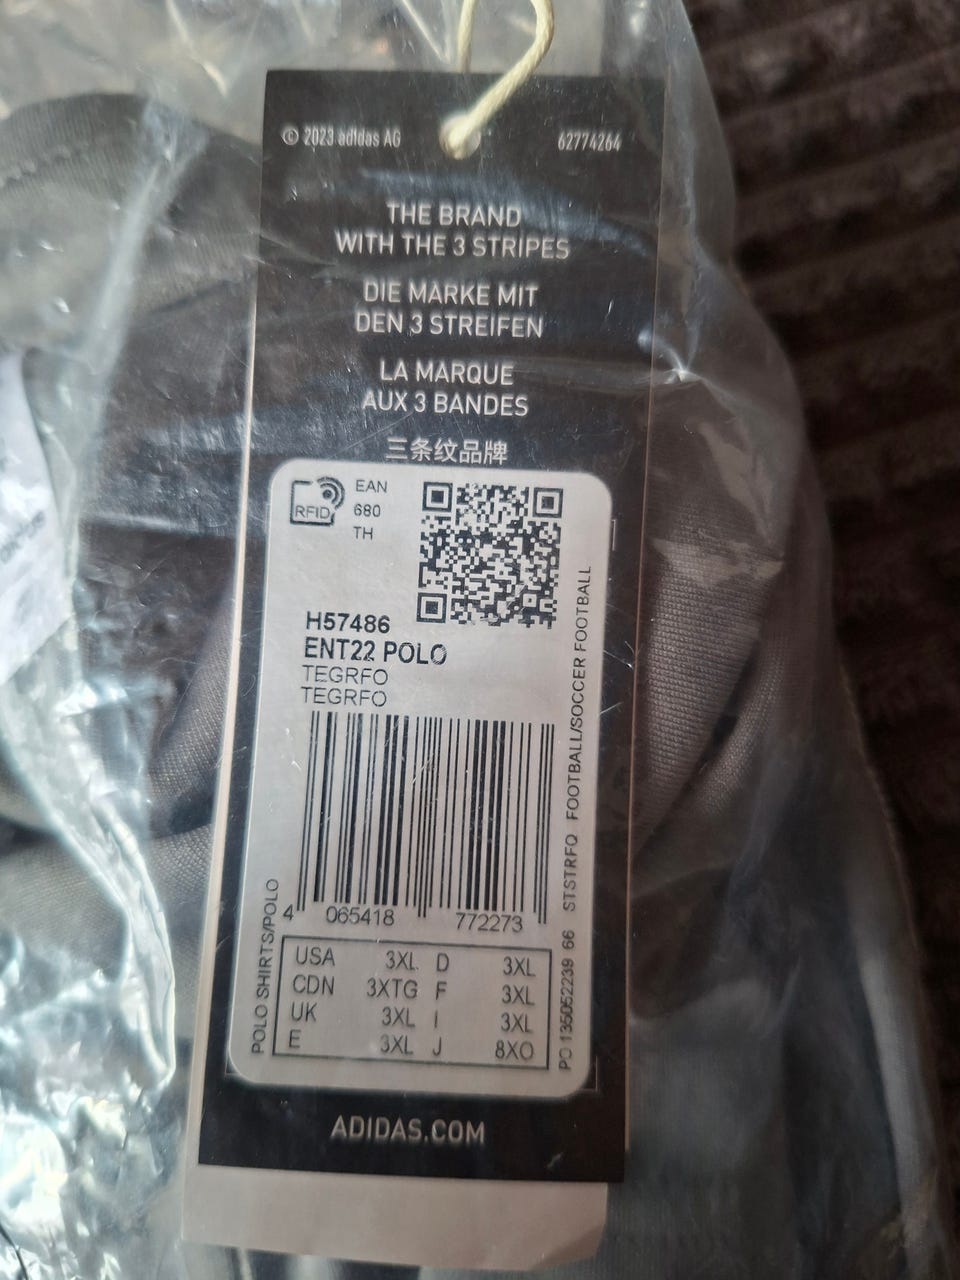 © 2023 adidas AG
62774264
THE BRAND
WITH THE 3 STRIPES
DIE MARKE MIT
DEN 3 STREIFEN
LA MARQUE
AUX 3 BANDES
三条纹品牌
RFID
EAN
680
TH
H57486
ENT22 POLO
TEGRFO
TEGRFO
4 065418 772273
POLO SHIRTS/POLO
STSTRFQ FOOTBALL/SOCCER FOOTBALL
PO 135052239 66
USA 3XL D 3XL
CDN 3XTG F 3XL
UK 3XL I 3XL
E 3XL J 8XO
ADIDAS.COM